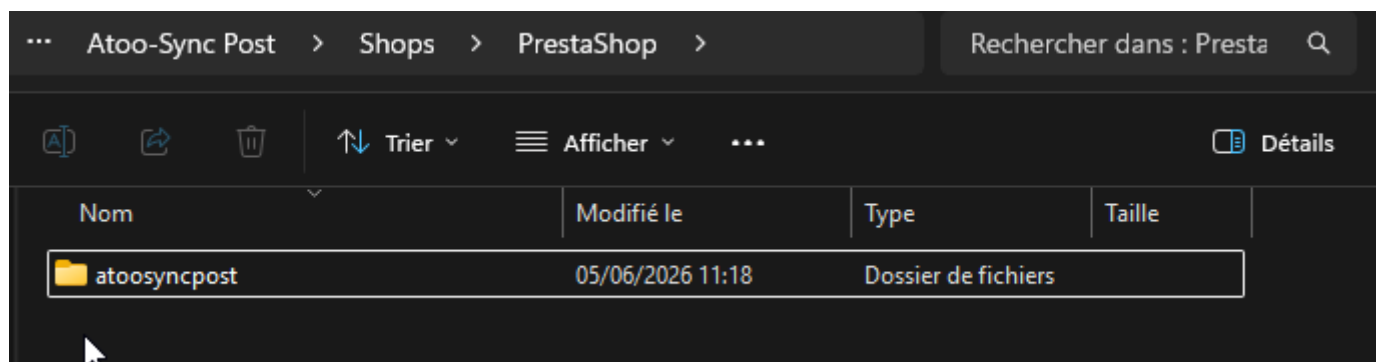 ... Atoo-Sync Post > Shops > PrestaShop > Rechercher dans : Presta
Trier Afficher ... Détails
Nom Modifié le Type Taille
atoosyncpost 05/06/2026 11:18 Dossier de fichiers